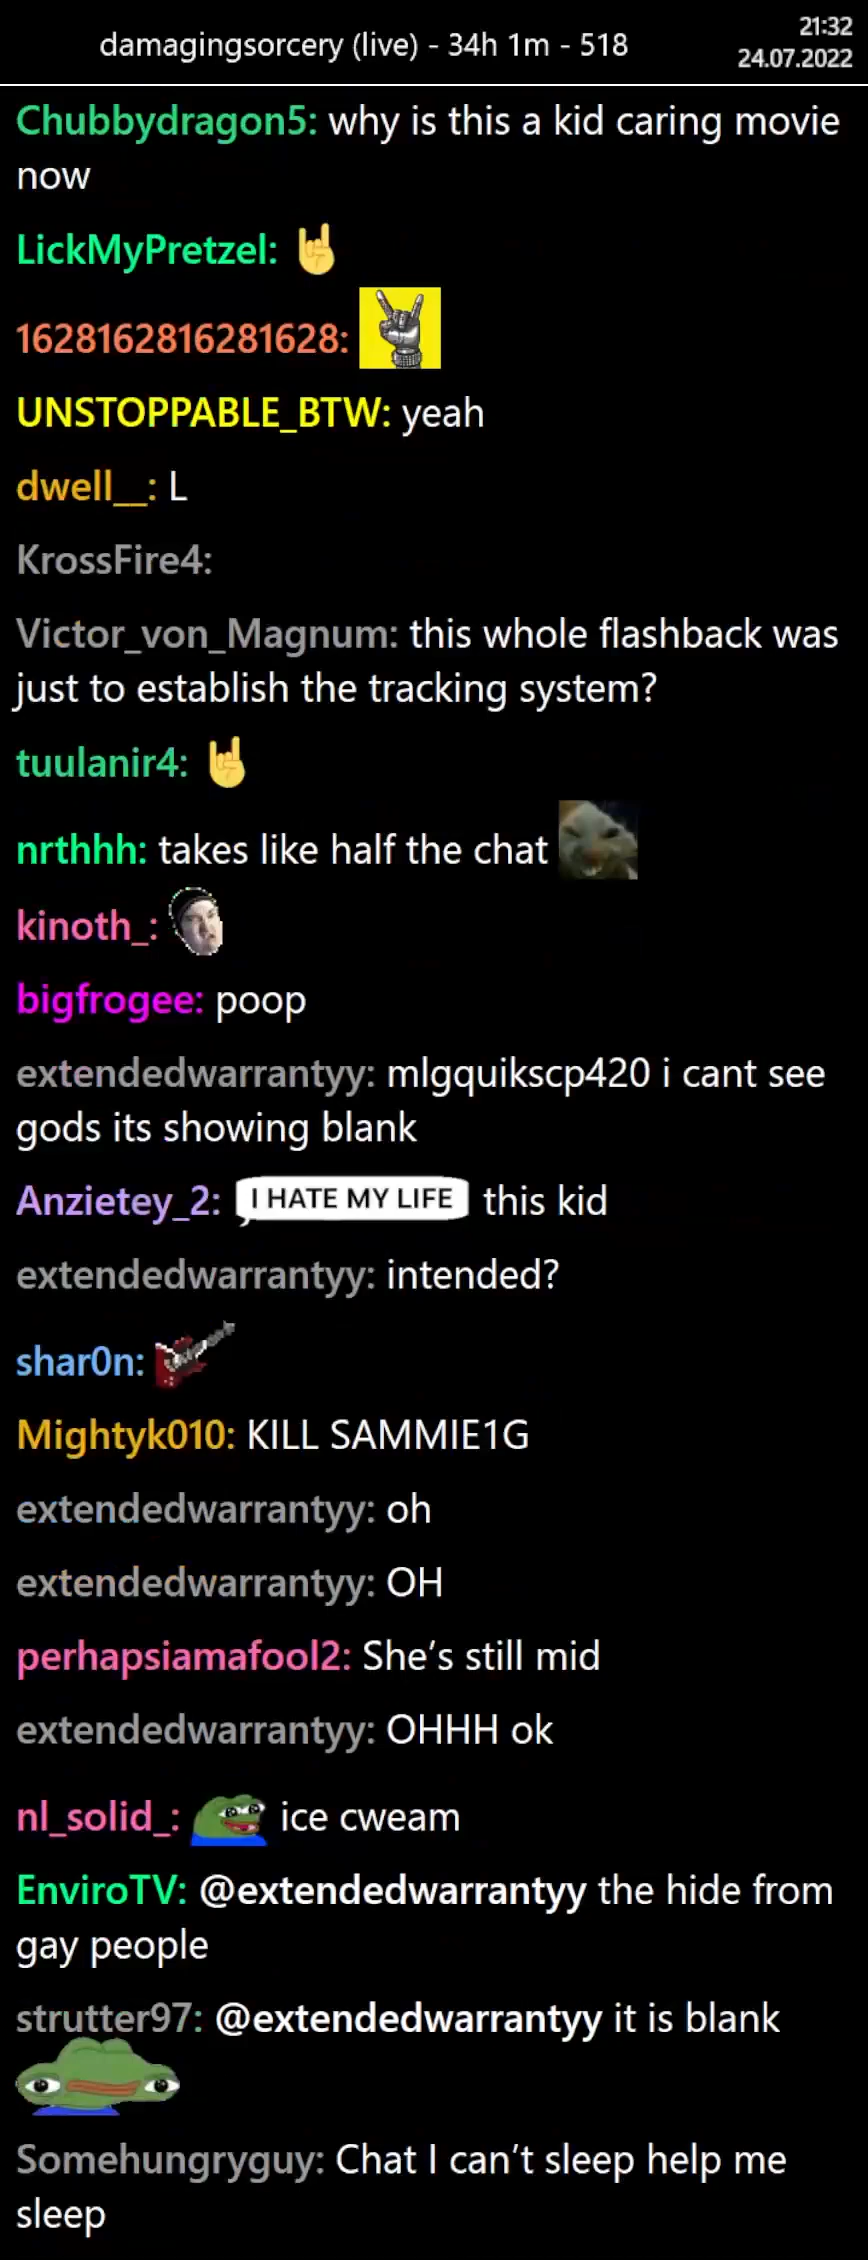 damagingsorcery (live) - 34h 1m - 518
21:32
24.07.2022
Chubbydragon5: why is this a kid caring movie
now
LickMyPretzel: 🤘
1628162816281628:
UNSTOPPABLE_BTW: yeah
dwell__: L
KrossFire4:
Victor_von_Magnum: this whole flashback was
just to establish the tracking system?
tuulanir4: 🤘
nrthhh: takes like half the chat
kinoth_:
bigfrogee: poop
extendedwarrantyy: mlgquikscp420 i cant see
gods its showing blank
Anzietey_2: I HATE MY LIFE this kid
extendedwarrantyy: intended?
shar0n:
Mightyk010: KILL SAMMIE1G
extendedwarrantyy: oh
extendedwarrantyy: OH
perhapsiamafool2: She’s still mid
extendedwarrantyy: OHHH ok
nl_solid_: ice cweam
EnviroTV: @extendedwarrantyy the hide from
gay people
strutter97: @extendedwarrantyy it is blank
Somehungryguy: Chat I can’t sleep help me
sleep